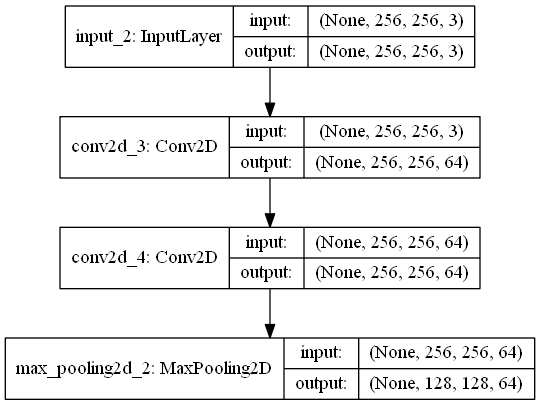 input_2: InputLayer
input:
(None, 256, 256, 3)
output:
(None, 256, 256, 3)
conv2d_3: Conv2D
input:
(None, 256, 256, 3)
output:
(None, 256, 256, 64)
conv2d_4: Conv2D
input:
(None, 256, 256, 64)
output:
(None, 256, 256, 64)
max_pooling2d_2: MaxPooling2D
input:
(None, 256, 256, 64)
output:
(None, 128, 128, 64)